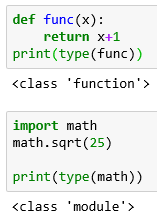 def func(x):
    return x+1
print(type(func))
<class 'function'>
import math
math.sqrt(25)
print(type(math))
<class 'module'>